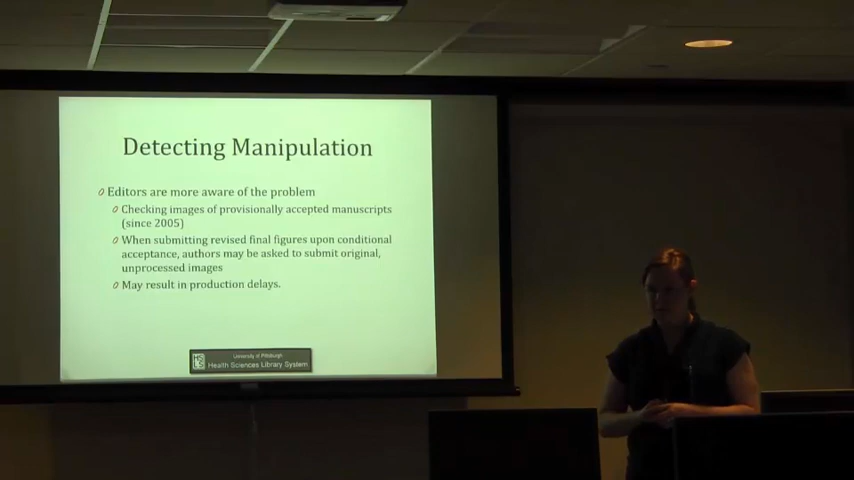 Detecting Manipulation
Editors are more aware of the problem
Checking images of provisionally accepted manuscripts
(since 2005)
When submitting revised final figures upon conditional
acceptance, authors may be asked to submit original,
unprocessed images
May result in production delays.
University of Pittsburgh
HSLS
Health Sciences Library System